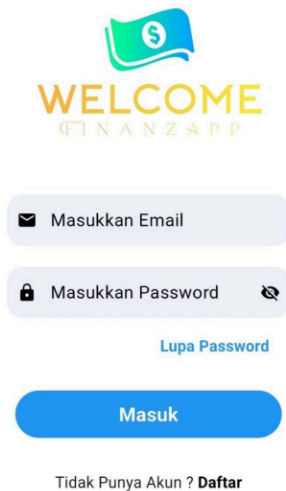 $
WELCOME
FINANZAPP
Masukkan Email
Masukkan Password
Lupa Password
Masuk
Tidak Punya Akun ? Daftar